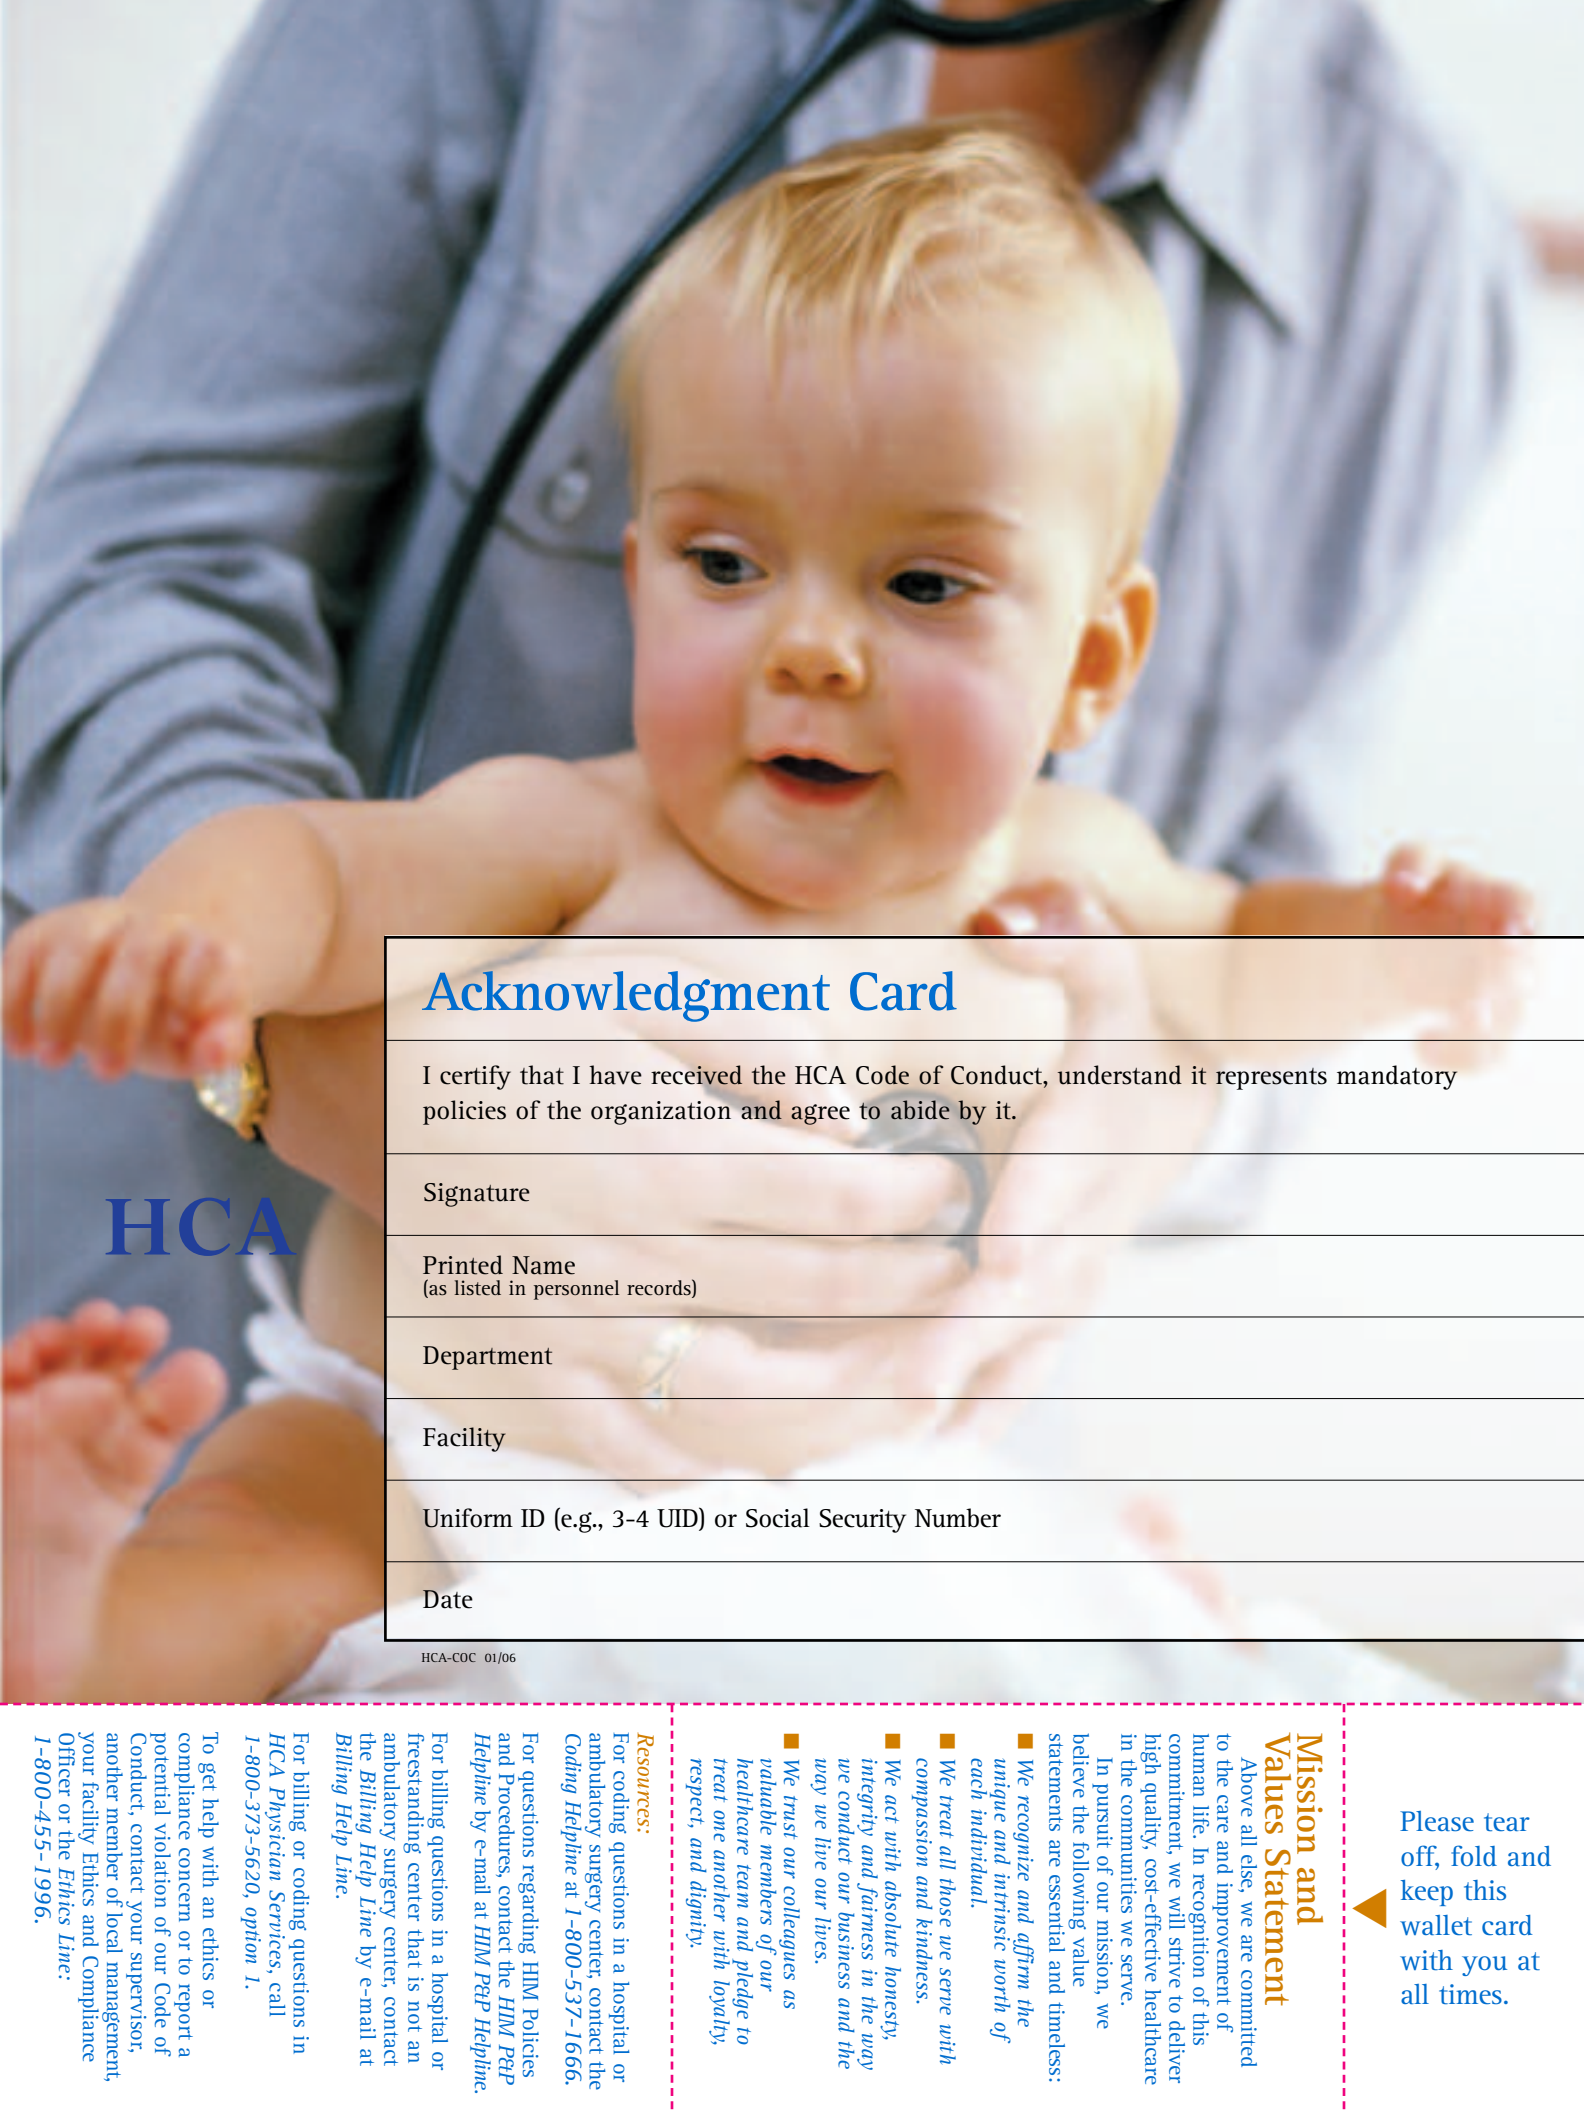 Acknowledgment Card
I certify that I have received the HCA Code of Conduct, understand it represents mandatory
policies of the organization and agree to abide by it.
Signature
HCA
Printed Name
(as listed in personnel records)
Department
Facility
Uniform ID (e.g., 3-4 UID) or Social Security Number
Date
HCA-COC 01/06
Please tear
off, fold and
keep this
wallet card
with you at
all times.
Mission and
Values Statement
Above all else, we are committed
to the care and improvement of
human life. In recognition of this
commitment, we will strive to deliver
high quality, cost-effective healthcare
in the communities we serve.
In pursuit of our mission, we
believe the following value
statements are essential and timeless:
■ We recognize and affirm the
unique and intrinsic worth of
each individual.
■ We treat all those we serve with
compassion and kindness.
■ We act with absolute honesty,
integrity and fairness in the way
we conduct our business and the
way we live our lives.
■ We trust our colleagues as
valuable members of our
healthcare team and pledge to
treat one another with loyalty,
respect, and dignity.
Resources:
For coding questions in a hospital or
ambulatory surgery center, contact the
Coding Helpline at 1-800-537-1666.
For questions regarding HIM Policies
and Procedures, contact the HIM P&P
Helpline by e-mail at HIM P&P Helpline.
For billing questions in a hospital or
freestanding center that is not an
ambulatory surgery center, contact
the Billing Help Line by e-mail at
Billing Help Line.
For billing or coding questions in
HCA Physician Services, call
1-800-373-5620, option 1.
To get help with an ethics or
compliance concern or to report a
potential violation of our Code of
Conduct, contact your supervisor,
another member of local management,
your facility Ethics and Compliance
Officer or the Ethics Line:
1-800-455-1996.